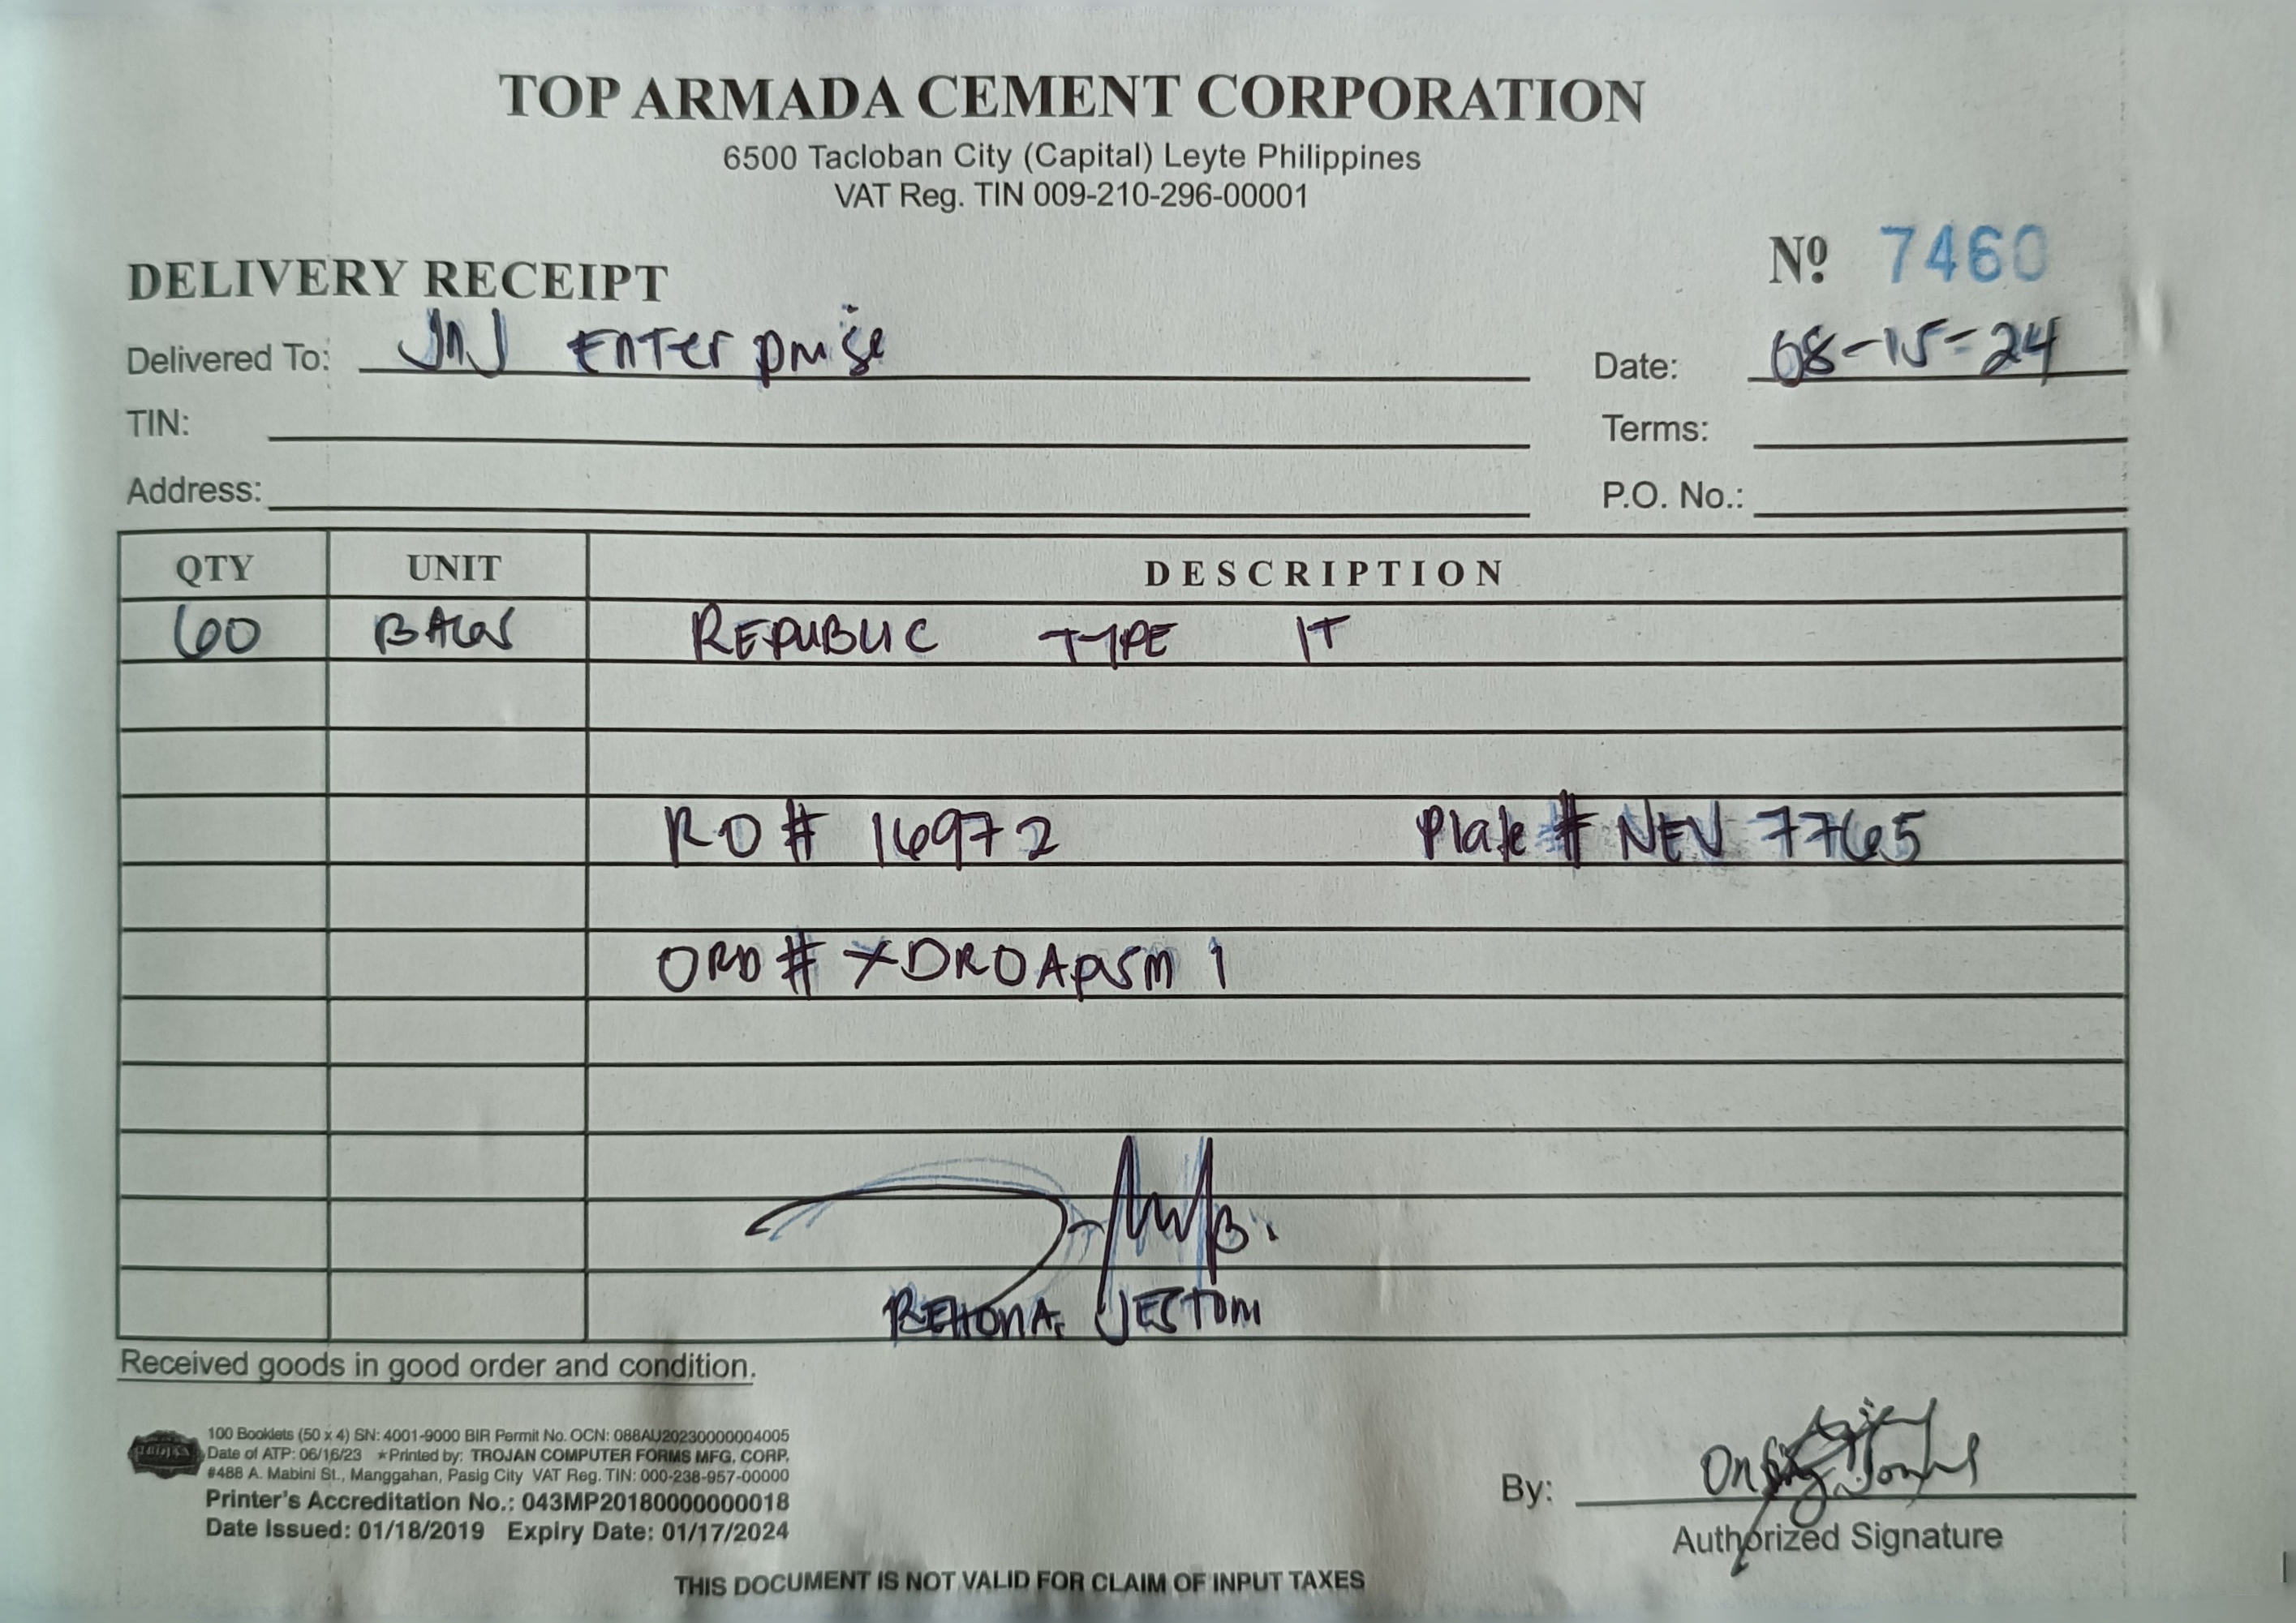 TOP ARMADA CEMENT CORPORATION
6500 Tacloban City (Capital) Leyte Philippines
VAT Reg. TIN 009-210-296-00001
DELIVERY RECEIPT Nº 7460
Delivered To: JNJ Enterprise Date: 08-15-24
TIN: Terms:
Address: P.O. No.:
QTY UNIT DESCRIPTION
60 BAGS REPUBLIC TYPE 1T
RO # 16972 Plate # NEV 7765
ORD # XDROAPSM 1
JESTOM
Received goods in good order and condition.
100 Booklets (50 x 4) SN: 4001-9000 BIR Permit No. OCN: 088AU20230000004005
Date of ATP: 06/16/23 ★Printed by: TROJAN COMPUTER FORMS MFG. CORP.
#488 A. Mabini St., Manggahan, Pasig City VAT Reg. TIN: 000-238-957-00000
Printer's Accreditation No.: 043MP20180000000018
Date Issued: 01/18/2019 Expiry Date: 01/17/2024
By:
Authorized Signature
THIS DOCUMENT IS NOT VALID FOR CLAIM OF INPUT TAXES